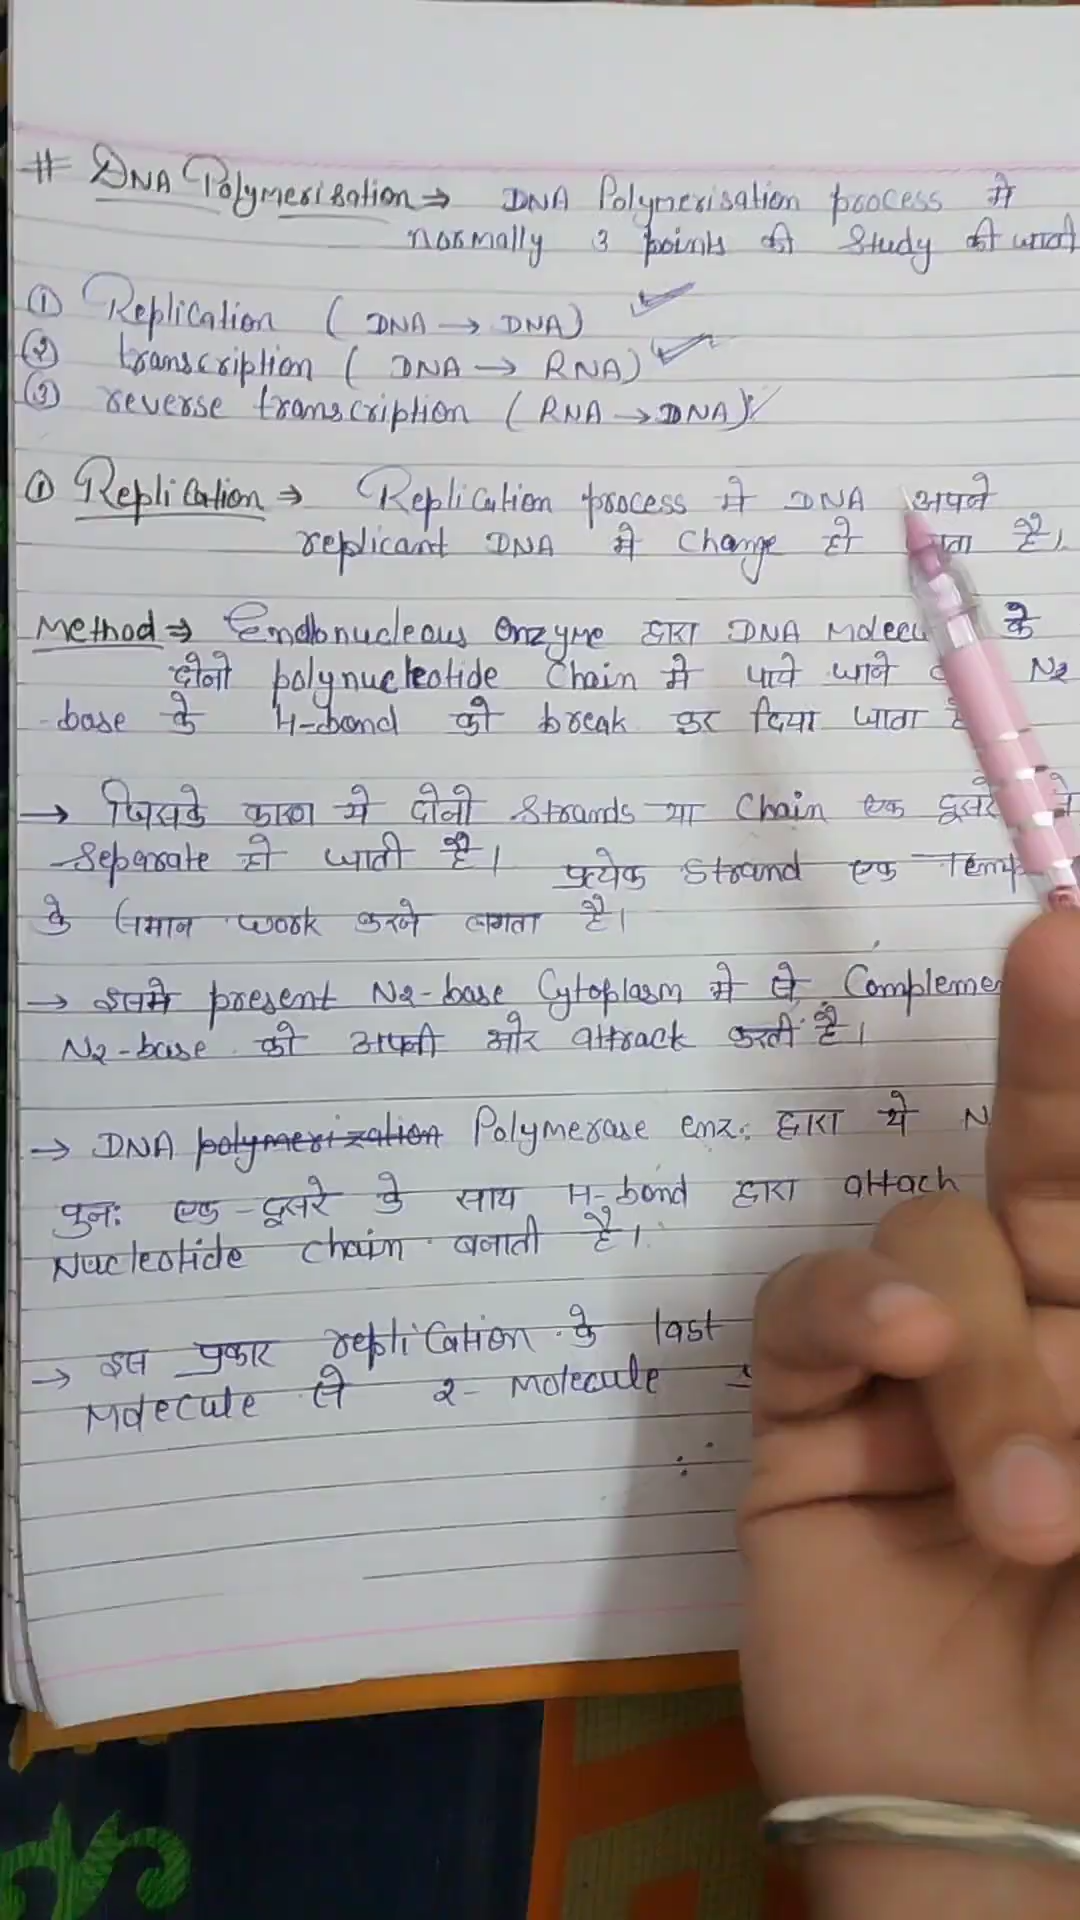 # DNA Polymerisation ⇒ DNA Polymerisation process मे
normally 3 points की study की जाती
① Replication ( DNA → DNA)
② transcription ( DNA → RNA)
③ reverse transcription ( RNA → DNA)
① Replication ⇒ Replication process मे DNA अपने
replicant DNA मे change हो है।
Method ⇒ Endonucleous enzyme द्वारा DNA के
दोनो polynucleotide Chain मे पाये जाने N2
-base के H-bond को break कर दिया जाता
→ जिसके कारण ये दोनो Strands या Chain एक दूसरे
Separate हो जाती है। प्रत्येक Strand एक
के समान work करने लगता है।
→ इसमे present N2-base Cytoplasm मे से
N2-base को अपनी ओर attrack करती है।
→ DNA polymerization Polymerase enz. द्वारा ये
पुनः एक-दूसरे के साथ H-bond द्वारा attach
Nucleotide Chain बनाती है।
→ इस प्रकार replication के last
Molecule से 2- molecule